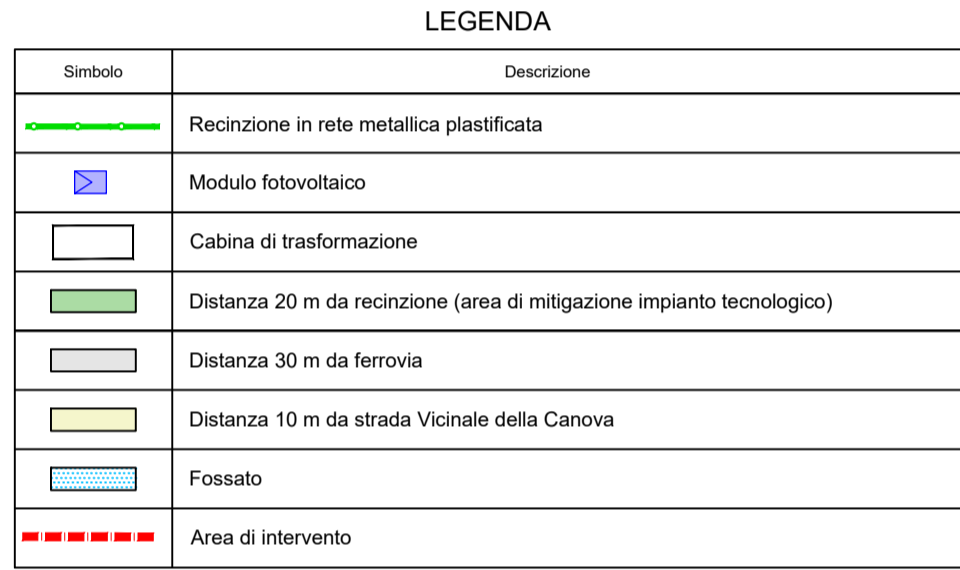 LEGENDA
Simbolo Descrizione
Recinzione in rete metallica plastificata
Modulo fotovoltaico
Cabina di trasformazione
Distanza 20 m da recinzione (area di mitigazione impianto tecnologico)
Distanza 30 m da ferrovia
Distanza 10 m da strada Vicinale della Canova
Fossato
Area di intervento